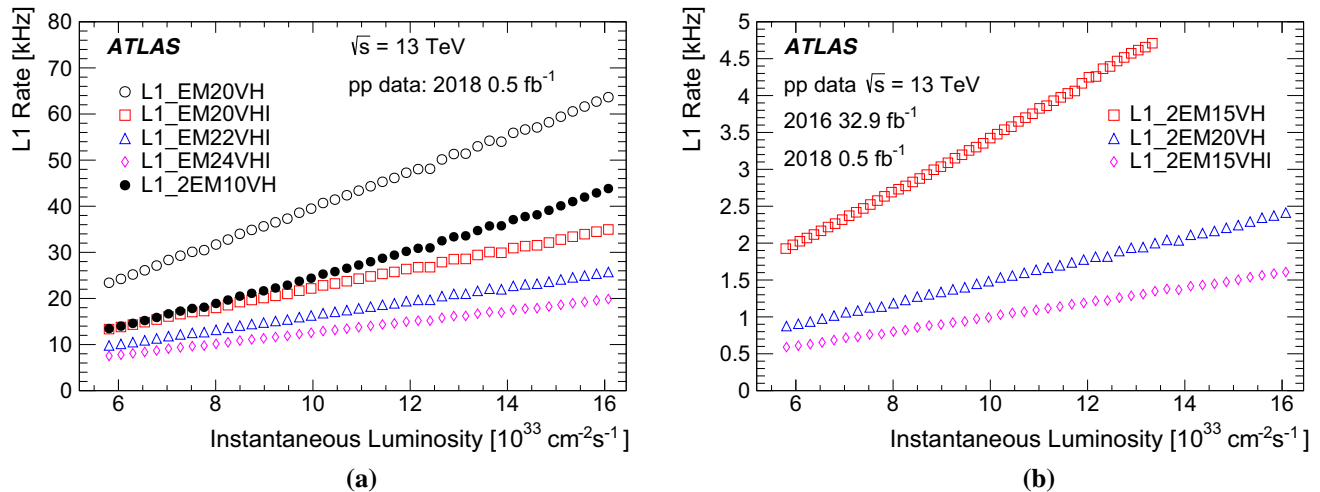 L1 Rate [kHz]
80
70
60
50
40
30
20
10
0
ATLAS
√s = 13 TeV
pp data: 2018 0.5 fb⁻¹
L1_EM20VH
L1_EM20VHI
L1_EM22VHI
L1_EM24VHI
L1_2EM10VH
6 8 10 12 14 16
Instantaneous Luminosity [10³³ cm⁻²s⁻¹]
(a)
L1 Rate [kHz]
5
4.5
4
3.5
3
2.5
2
1.5
1
0.5
0
ATLAS
pp data √s = 13 TeV
2016 32.9 fb⁻¹
2018 0.5 fb⁻¹
L1_2EM15VH
L1_2EM20VH
L1_2EM15VHI
6 8 10 12 14 16
Instantaneous Luminosity [10³³ cm⁻²s⁻¹]
(b)